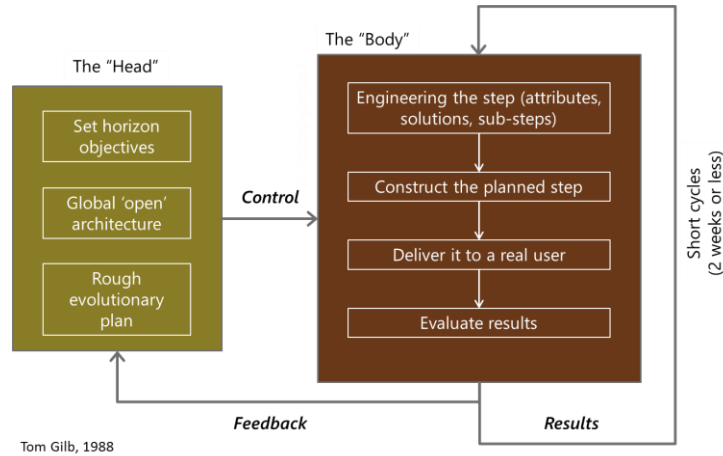 The “Head”
Set horizon
objectives
Global ‘open’
architecture
Rough
evolutionary
plan
Control
The “Body”
Engineering the step (attributes,
solutions, sub-steps)
Construct the planned step
Deliver it to a real user
Evaluate results
Short cycles
(2 weeks or less)
Feedback
Results
Tom Gilb, 1988